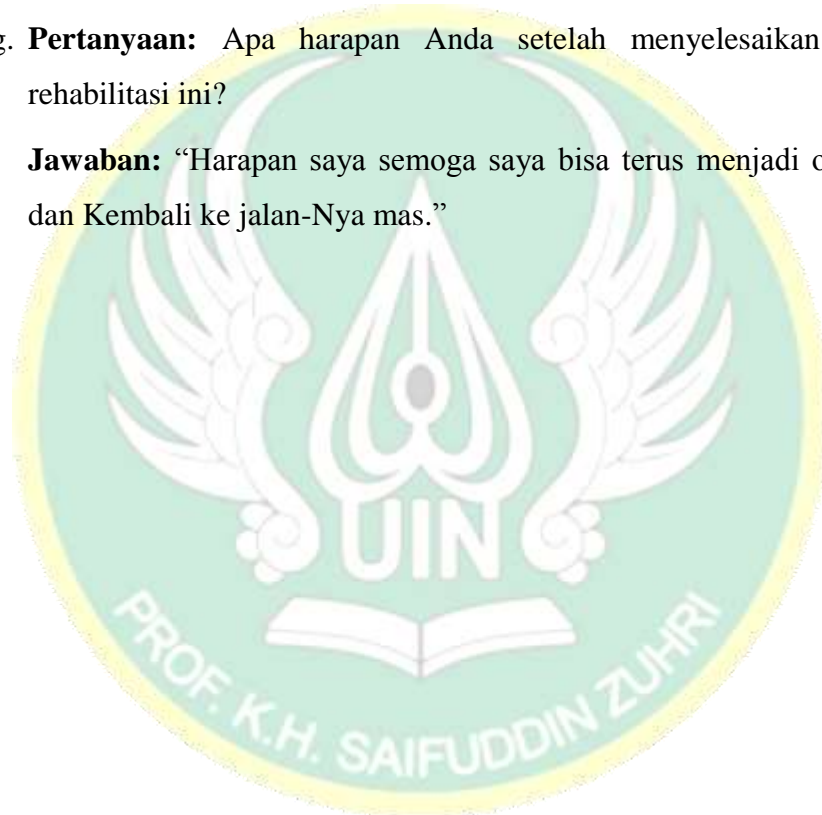 g. Pertanyaan: Apa harapan Anda setelah menyelesaikan
rehabilitasi ini?
Jawaban: “Harapan saya semoga saya bisa terus menjadi
dan Kembali ke jalan-Nya mas.”
UIN
PROF. K.H. SAIFUDDIN ZUHRI